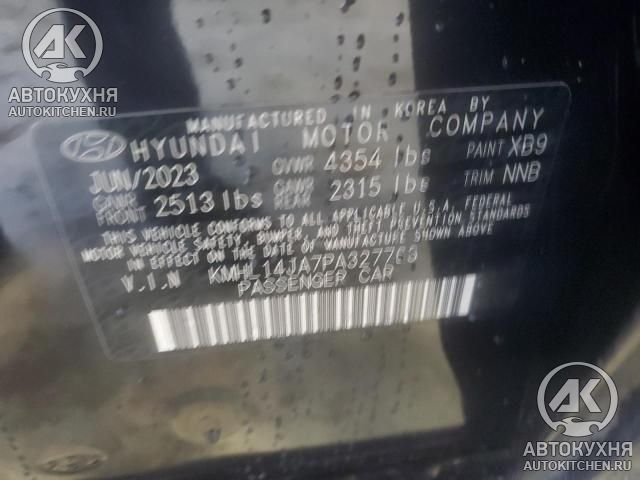 AK
АВТОКУХНЯ
AUTOKITCHEN.RU
MANUFACTURED IN KOREA BY
HYUNDAI MOTOR COMPANY
JUN/2023 GVWR 4354 lbs PAINT XB9
GAWR FRONT 2513 lbs GAWR REAR 2315 lbs TRIM NNB
THIS VEHICLE CONFORMS TO ALL APPLICABLE U.S.A. FEDERAL
MOTOR VEHICLE SAFETY, BUMPER, AND THEFT PREVENTION STANDARDS
IN EFFECT ON THE DATE OF MANUFACTURE SHOWN ABOVE.
V.I.N
PASSENGER CAR
AK
АВТОКУХНЯ
AUTOKITCHEN.RU